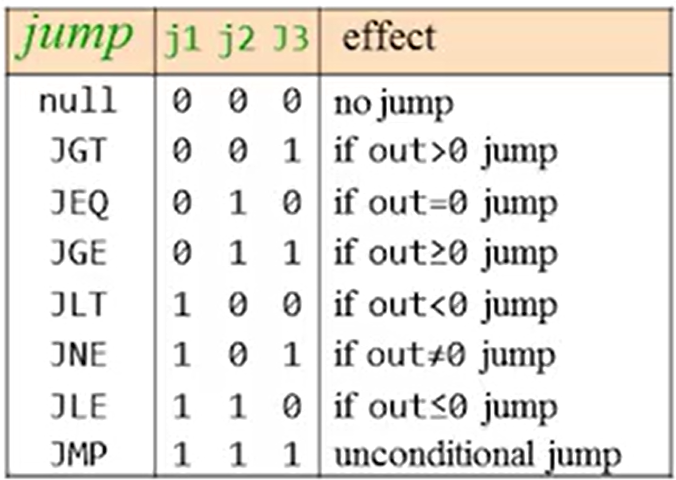 jump j1 j2 J3 effect
null 0 0 0 no jump
JGT 0 0 1 if out>0 jump
JEQ 0 1 0 if out=0 jump
JGE 0 1 1 if out≥0 jump
JLT 1 0 0 if out<0 jump
JNE 1 0 1 if out≠0 jump
JLE 1 1 0 if out≤0 jump
JMP 1 1 1 unconditional jump